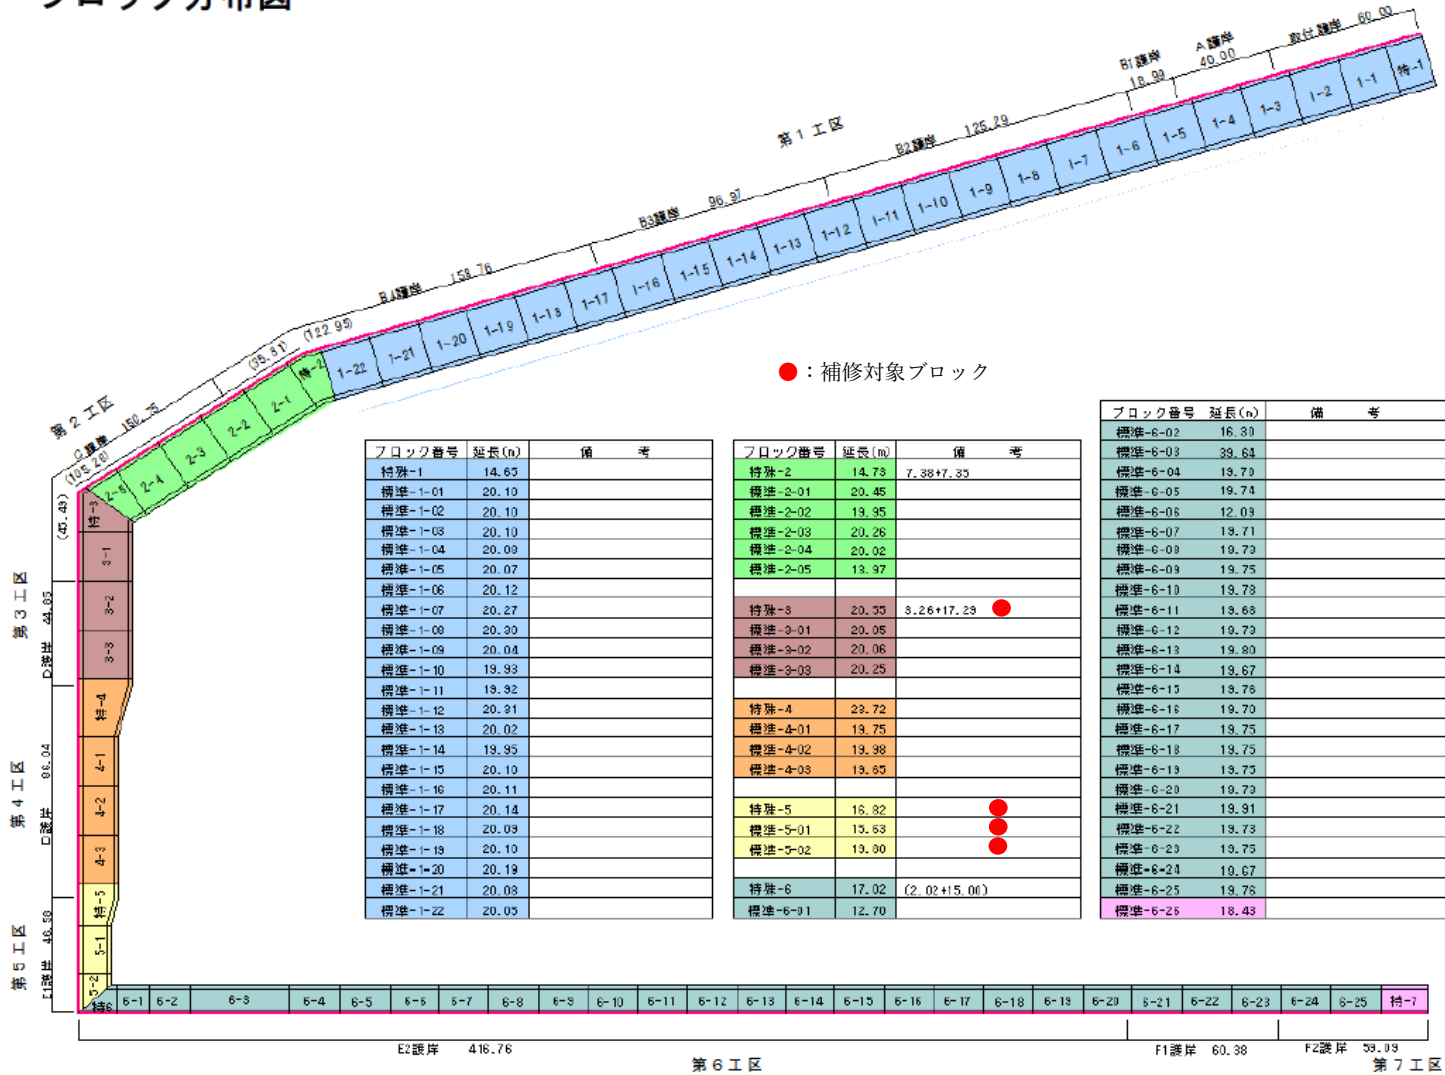 ブロック分布図
取付護岸 60.00
A護岸 40.00
B1護岸 18.99
第1工区
B2護岸 125.29
B3護岸 96.97
B4護岸 158.76
(122.95)
(35.81)
特-1
1-1
1-2
1-3
1-4
1-5
1-6
1-7
1-8
1-9
1-10
1-11
1-12
1-13
1-14
1-15
1-16
1-17
1-18
1-19
1-20
1-21
1-22
特-2
2-1
2-2
2-3
2-4
2-5
第2工区
C護岸 150.75
(105.26)
(45.49)
●：補修対象ブロック
ブロック番号 延長(m) 備考
特殊-1 14.65
標準-1-01 20.10
標準-1-02 20.10
標準-1-03 20.10
標準-1-04 20.09
標準-1-05 20.07
標準-1-06 20.12
標準-1-07 20.27
標準-1-08 20.30
標準-1-09 20.04
標準-1-10 19.93
標準-1-11 19.92
標準-1-12 20.31
標準-1-13 20.02
標準-1-14 19.95
標準-1-15 20.10
標準-1-16 20.11
標準-1-17 20.14
標準-1-18 20.09
標準-1-19 20.10
標準-1-20 20.19
標準-1-21 20.08
標準-1-22 20.05
ブロック番号 延長(m) 備考
特殊-2 14.73 7.38+7.35
標準-2-01 20.45
標準-2-02 19.95
標準-2-03 20.26
標準-2-04 20.02
標準-2-05 13.97
特殊-3 20.55 3.26+17.29 ●
標準-3-01 20.05
標準-3-02 20.06
標準-3-03 20.25
特殊-4 23.72
標準-4-01 19.75
標準-4-02 19.98
標準-4-03 19.65
特殊-5 16.82 ●
標準-5-01 15.63 ●
標準-5-02 19.80 ●
特殊-6 17.02 (2.02+15.00)
標準-6-01 12.70
ブロック番号 延長(m) 備考
標準-6-02 16.30
標準-6-03 39.64
標準-6-04 19.70
標準-6-05 19.74
標準-6-06 12.09
標準-6-07 19.71
標準-6-08 19.73
標準-6-09 19.75
標準-6-10 19.78
標準-6-11 19.68
標準-6-12 19.73
標準-6-13 19.80
標準-6-14 19.67
標準-6-15 19.76
標準-6-16 19.70
標準-6-17 19.75
標準-6-18 19.75
標準-6-19 19.75
標準-6-20 19.73
標準-6-21 19.91
標準-6-22 19.73
標準-6-23 19.75
標準-6-24 19.67
標準-6-25 19.76
標準-6-26 18.43
第3工区
D護岸 44.85
特-3
3-1
3-2
3-3
第4工区
D護岸 86.04
特-4
4-1
4-2
4-3
第5工区
E1護岸 46.58
特-5
5-1
5-2
特6 6-1 6-2 6-3 6-4 6-5 6-6 6-7 6-8 6-9 6-10 6-11 6-12 6-13 6-14 6-15 6-16 6-17 6-18 6-19 6-20 6-21 6-22 6-23 6-24 6-25 特-7
E2護岸 416.76
F1護岸 60.38
F2護岸 59.09
第6工区
第7工区